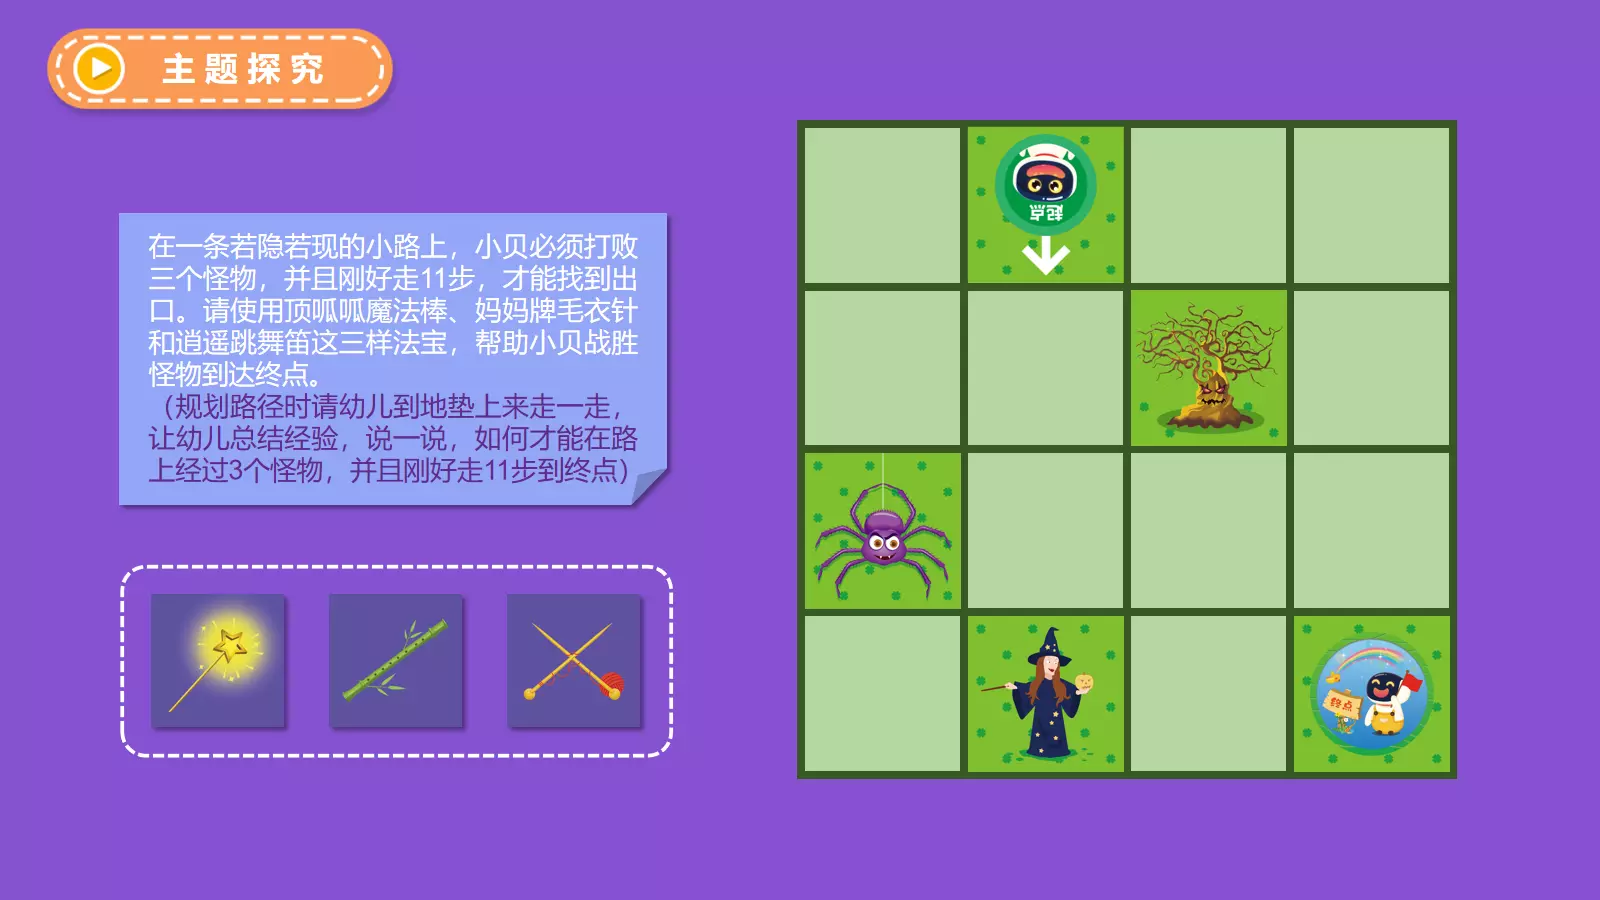 主题探究
在一条若隐若现的小路上，小贝必须打败
三个怪物，并且刚好走11步，才能找到出
口。请使用顶呱呱魔法棒、妈妈牌毛衣针
和逍遥跳舞笛这三样法宝，帮助小贝战胜
怪物到达终点。
（规划路径时请幼儿到地垫上来走一走，
让幼儿总结经验，说一说，如何才能在路
上经过3个怪物，并且刚好走11步到终点）
起点
终点